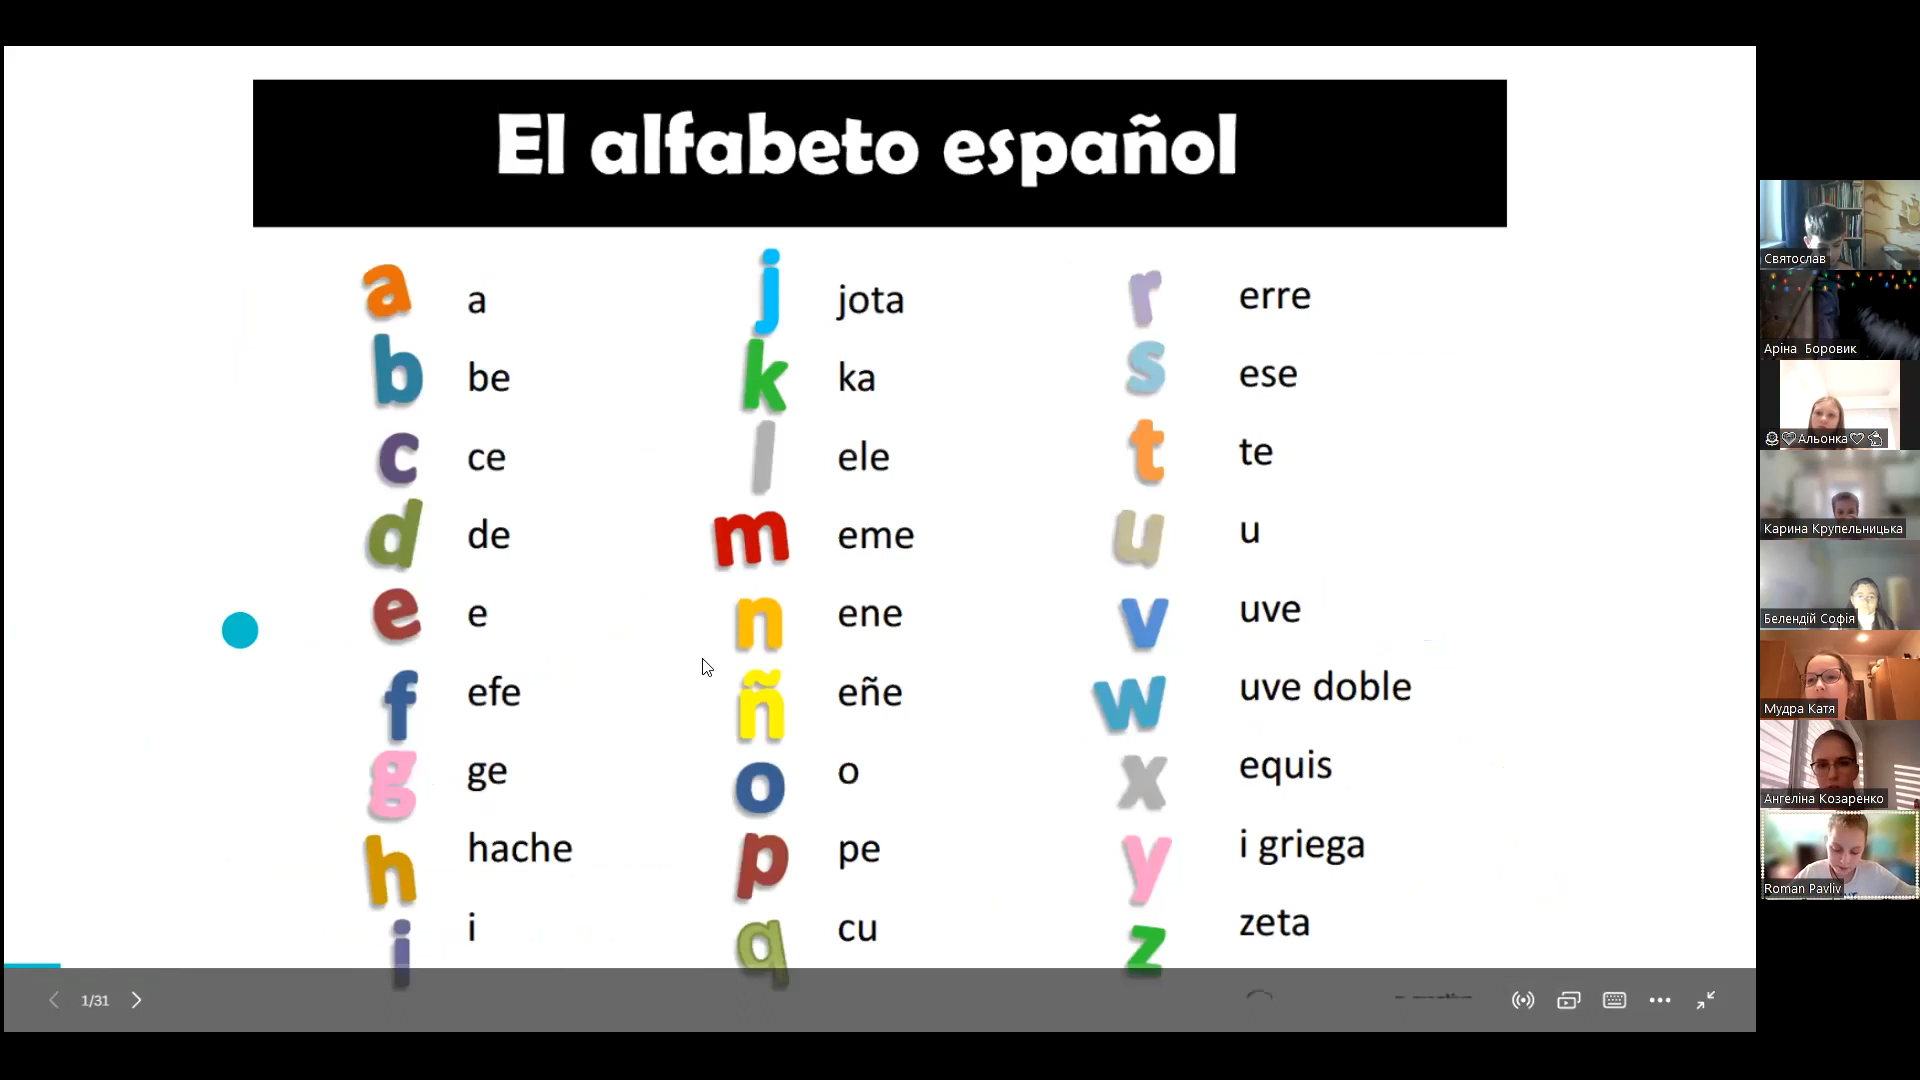 El alfabeto español
a a
b be
c ce
d de
e e
f efe
g ge
h hache
i i
j jota
k ka
l ele
m eme
n ene
ñ eñe
o o
p pe
q cu
r erre
s ese
t te
u u
v uve
w uve doble
x equis
y i griega
z zeta
1/31
Святослав
Аріна Боровик
Альонка
Карина Крупельницька
Белендій Софія
Мудра Катя
Ангеліна Козаренко
Roman Pavliv